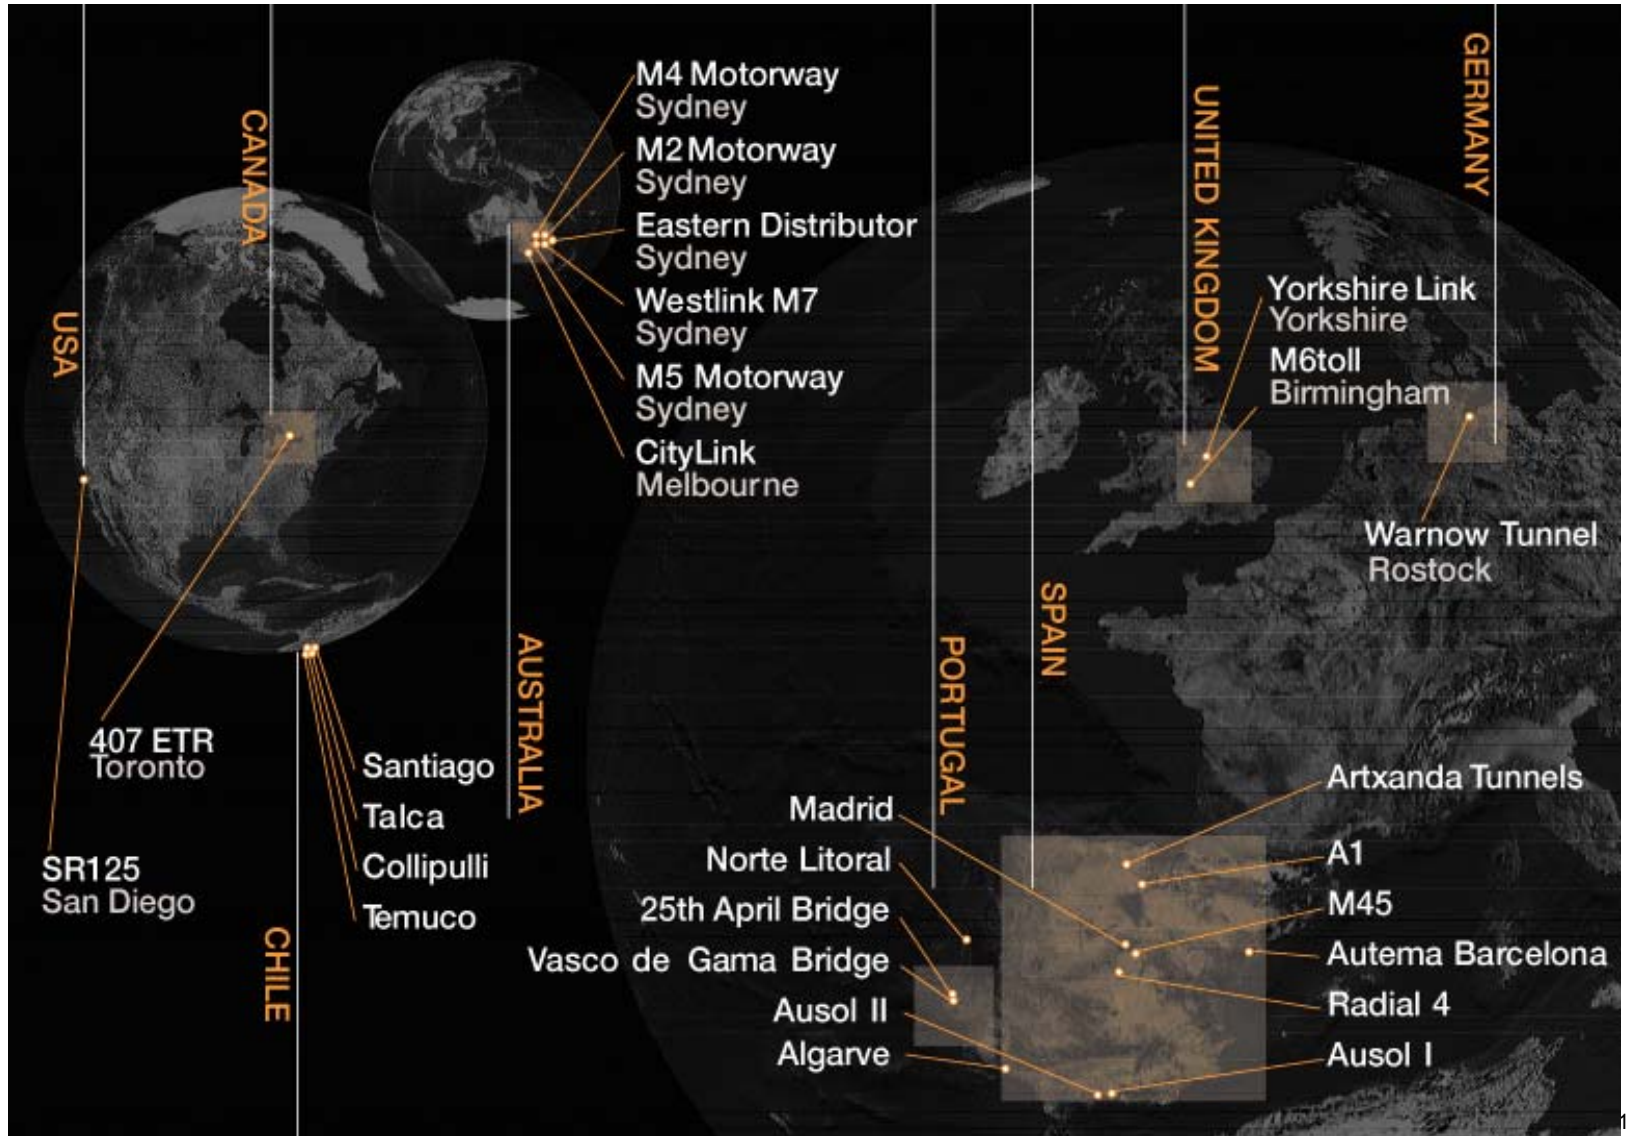 USA
CANADA
M4 Motorway
Sydney
M2 Motorway
Sydney
Eastern Distributor
Sydney
Westlink M7
Sydney
M5 Motorway
Sydney
CityLink
Melbourne
AUSTRALIA
407 ETR
Toronto
SR125
San Diego
CHILE
Santiago
Talca
Collipulli
Temuco
PORTUGAL
SPAIN
UNITED KINGDOM
GERMANY
Yorkshire Link
Yorkshire
M6toll
Birmingham
Warnow Tunnel
Rostock
Madrid
Norte Litoral
25th April Bridge
Vasco de Gama Bridge
Ausol II
Algarve
Artxanda Tunnels
A1
M45
Autema Barcelona
Radial 4
Ausol I
1